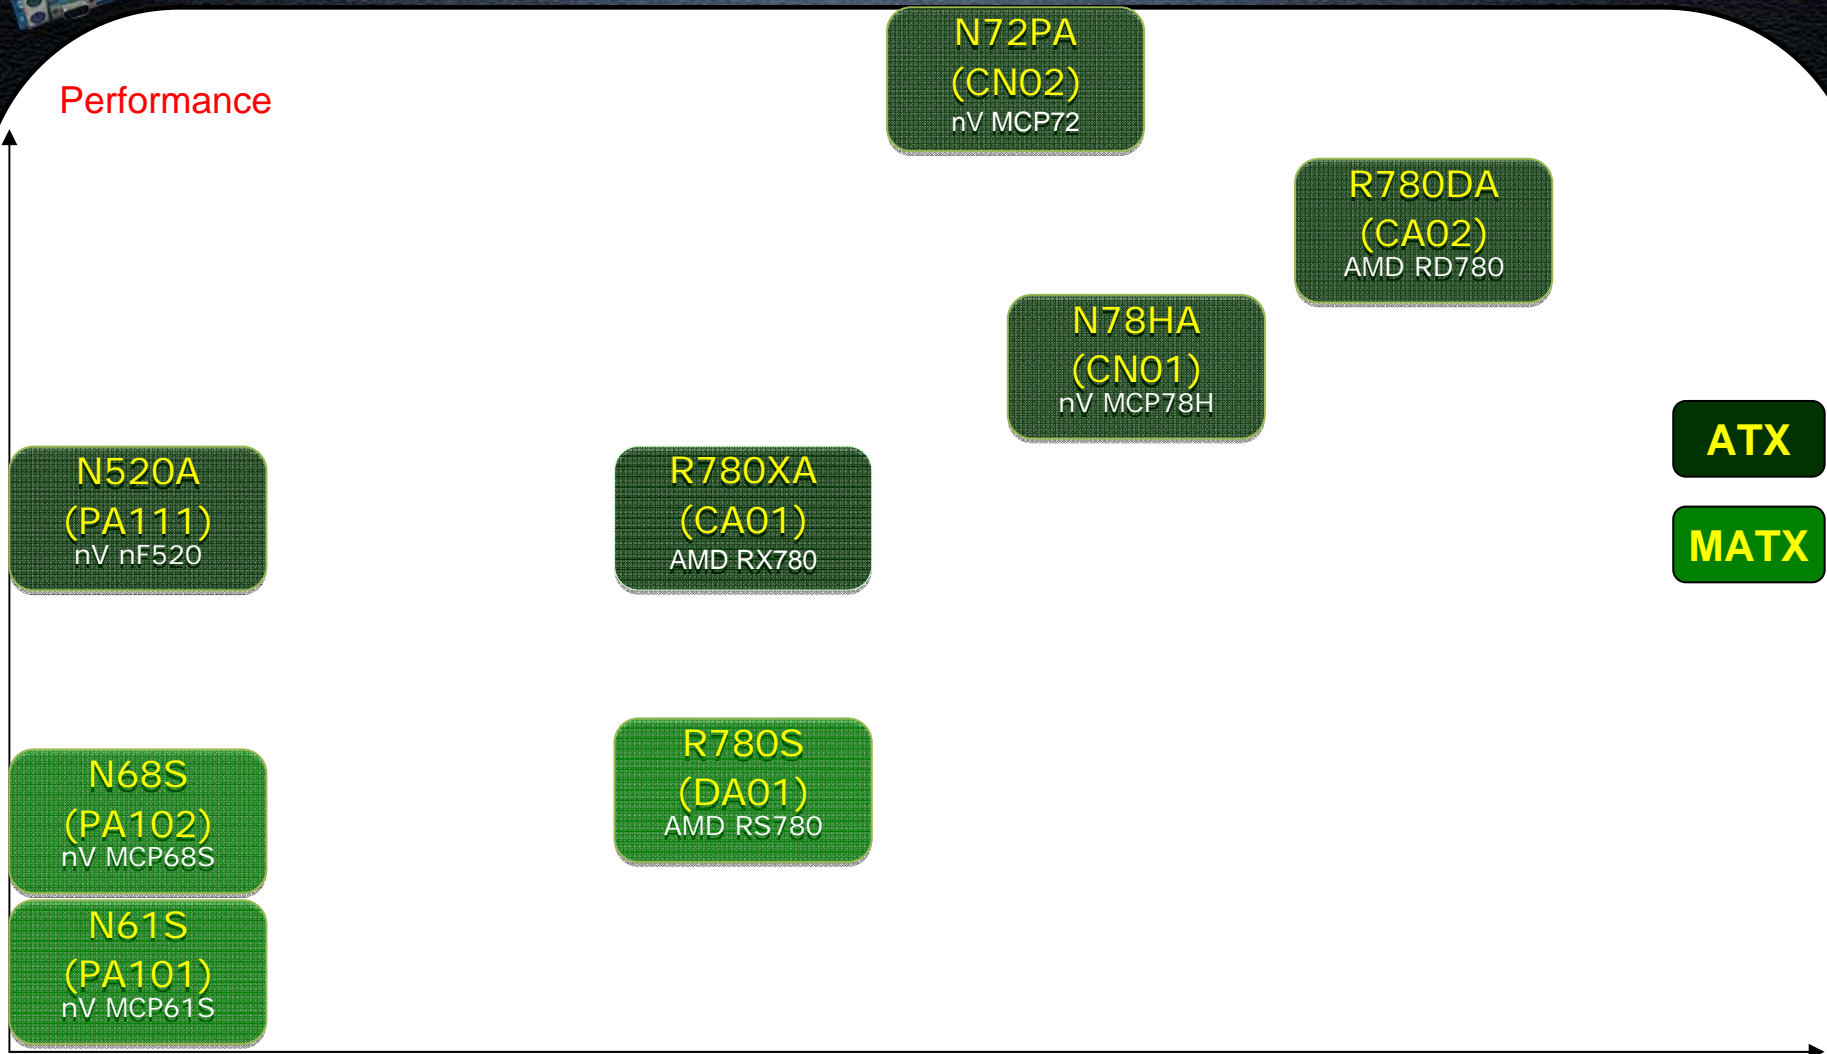 Performance
N72PA
(CN02)
nV MCP72
R780DA
(CA02)
AMD RD780
N78HA
(CN01)
nV MCP78H
ATX
MATX
N520A
(PA111)
nV nF520
R780XA
(CA01)
AMD RX780
R780S
(DA01)
AMD RS780
N68S
(PA102)
nV MCP68S
N61S
(PA101)
nV MCP61S